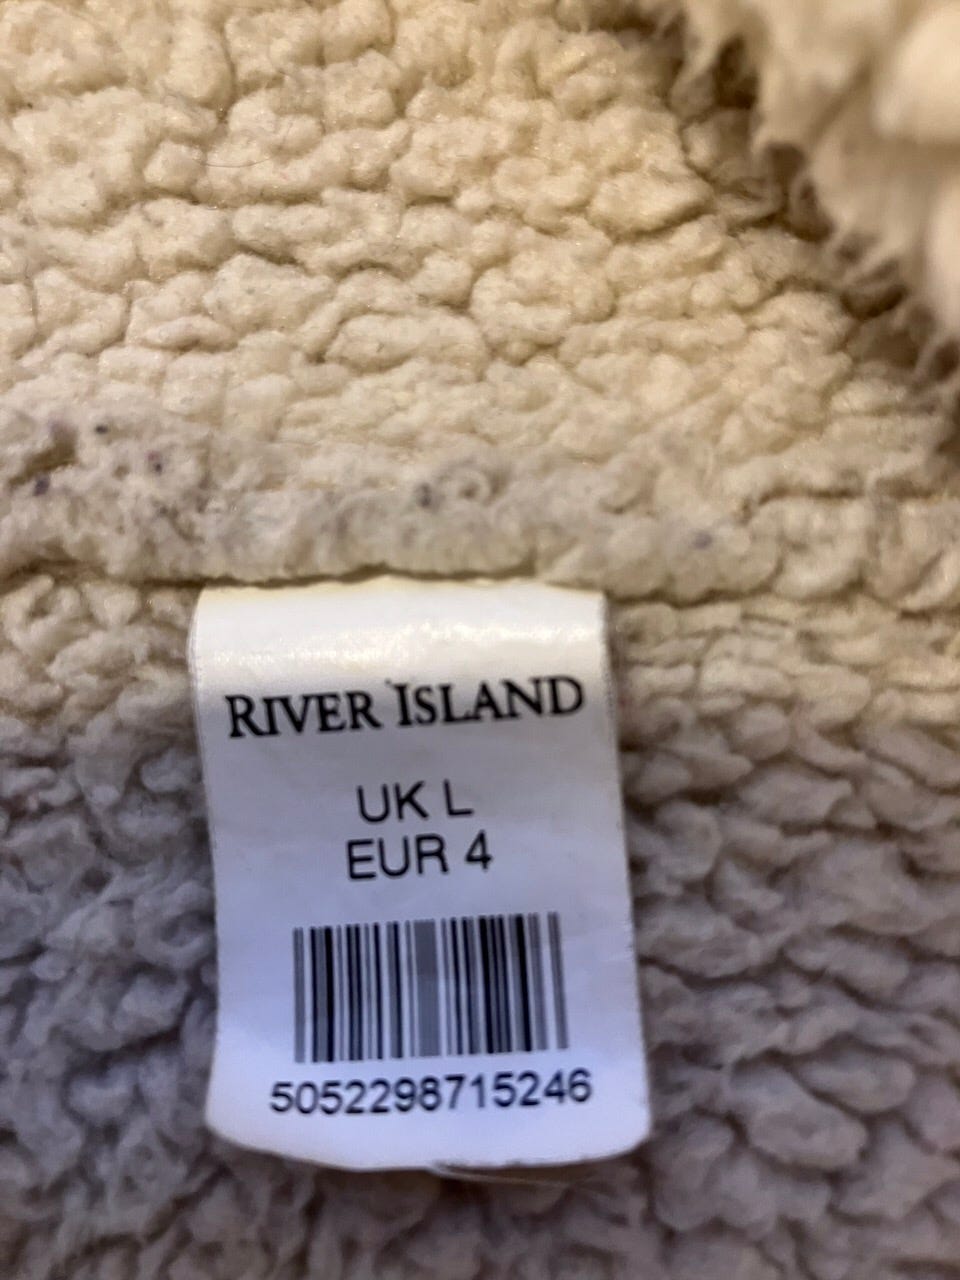 RIVER ISLAND
UK L
EUR 4
5052298715246